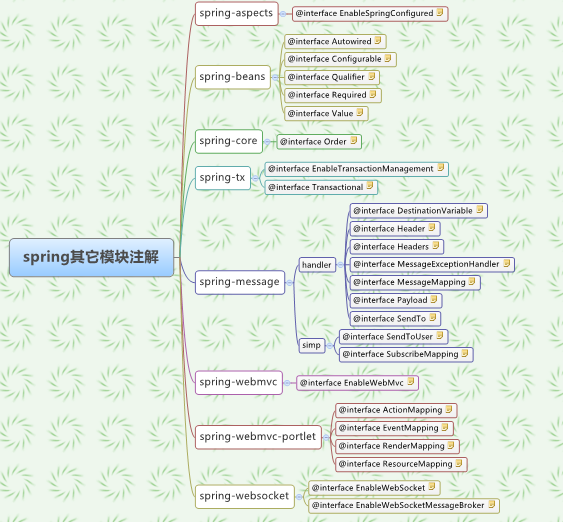 spring其它模块注解
spring-aspects
@interface EnableSpringConfigured
spring-beans
@interface Autowired
@interface Configurable
@interface Qualifier
@interface Required
@interface Value
spring-core
@interface Order
spring-tx
@interface EnableTransactionManagement
@interface Transactional
spring-message
handler
@interface DestinationVariable
@interface Header
@interface Headers
@interface MessageExceptionHandler
@interface MessageMapping
@interface Payload
@interface SendTo
simp
@interface SendToUser
@interface SubscribeMapping
spring-webmvc
@interface EnableWebMvc
spring-webmvc-portlet
@interface ActionMapping
@interface EventMapping
@interface RenderMapping
@interface ResourceMapping
spring-websocket
@interface EnableWebSocket
@interface EnableWebSocketMessageBroker